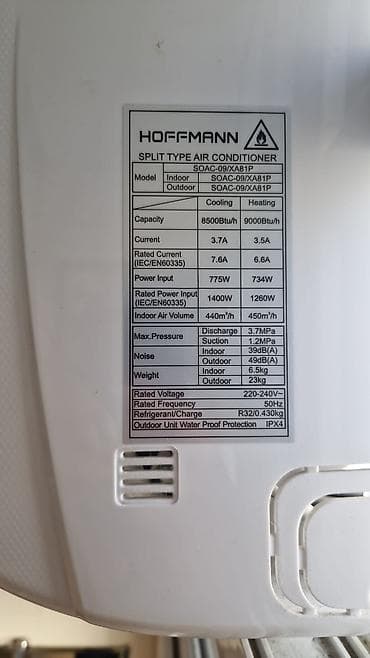 HOFFMANN
SPLIT TYPE AIR CONDITIONER
Model SOAC-09/XA81P
Indoor SOAC-09/XA81P
Outdoor SOAC-09/XA81P
Cooling Heating
Capacity 8500Btu/h 9000Btu/h
Current 3.7A 3.5A
Rated Current (IEC/EN60335) 7.6A 6.6A
Power Input 775W 734W
Rated Power Input (IEC/EN60335) 1400W 1260W
Indoor Air Volume 440m³/h 450m³/h
Max.Pressure Discharge 3.7MPa
Suction 1.2MPa
Noise Indoor 39dB(A)
Outdoor 49dB(A)
Weight Indoor 6.5kg
Outdoor 23kg
Rated Voltage 220-240V~
Rated Frequency 50Hz
Refrigerant/Charge R32/0.430kg
Outdoor Unit Water Proof Protection IPX4